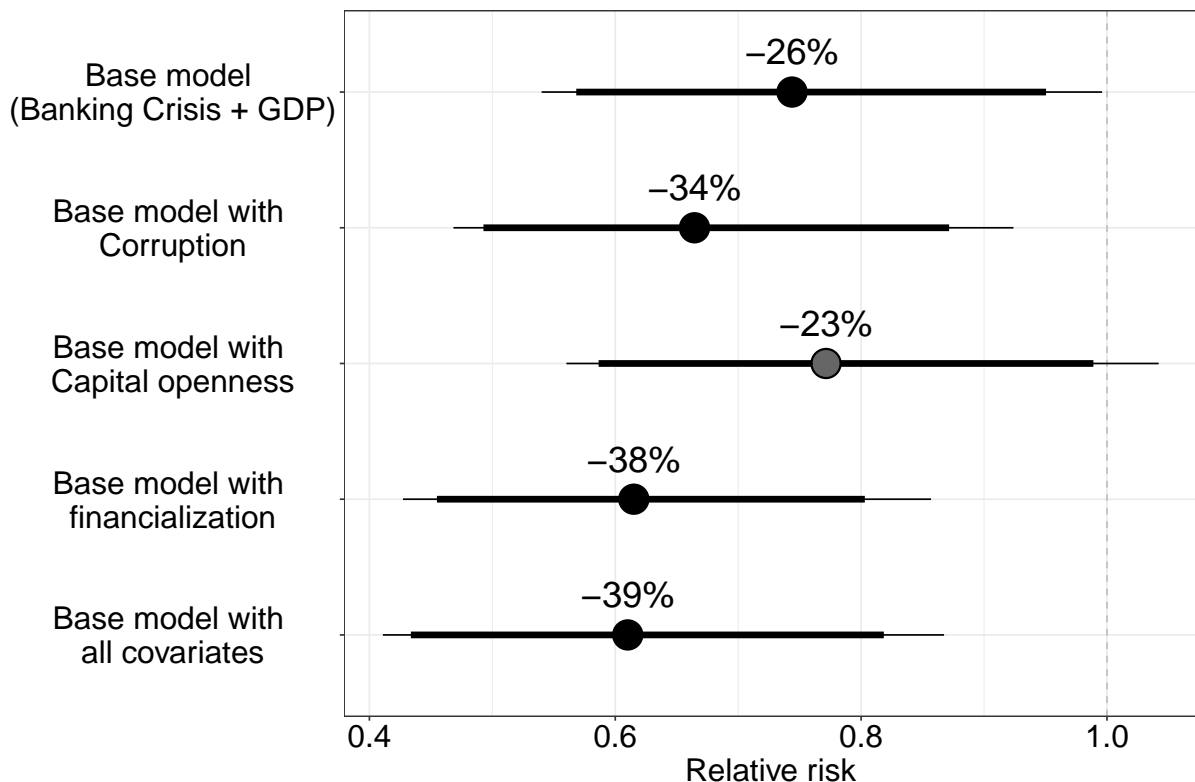 –26%
Base model
(Banking Crisis + GDP)
–34%
Base model with
Corruption
–23%
Base model with
Capital openness
–38%
Base model with
financialization
–39%
Base model with
all covariates
0.4 0.6 0.8 1.0
Relative risk